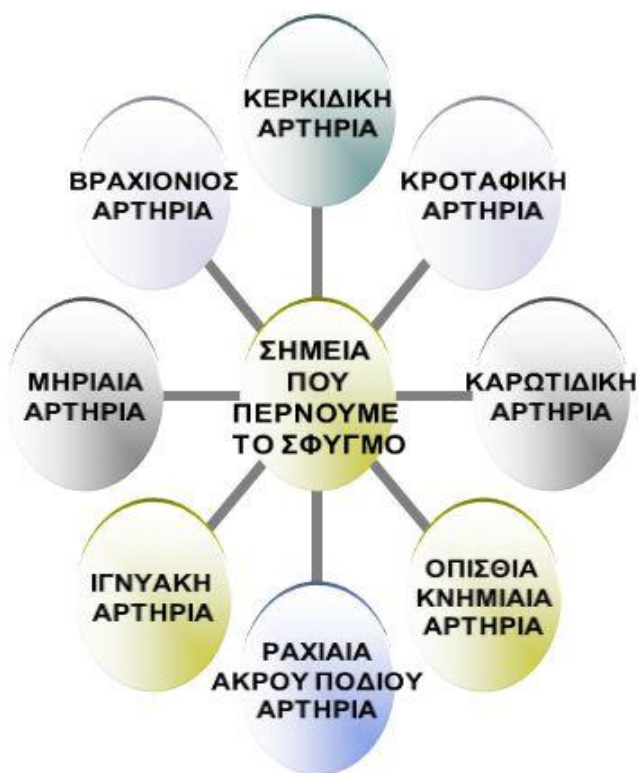 ΚΕΡΚΙΔΙΚΗ
ΑΡΤΗΡΙΑ
ΒΡΑΧΙΟΝΙΟΣ
ΑΡΤΗΡΙΑ
ΚΡΟΤΑΦΙΚΗ
ΑΡΤΗΡΙΑ
ΜΗΡΙΑΙΑ
ΑΡΤΗΡΙΑ
ΣΗΜΕΙΑ
ΠΟΥ
ΠΕΡΝΟΥΜΕ
ΤΟ ΣΦΥΓΜΟ
ΚΑΡΩΤΙΔΙΚΗ
ΑΡΤΗΡΙΑ
ΙΓΝΥΑΚΗ
ΑΡΤΗΡΙΑ
ΟΠΙΣΘΙΑ
ΚΝΗΜΙΑΙΑ
ΑΡΤΗΡΙΑ
ΡΑΧΙΑΙΑ
ΑΚΡΟΥ ΠΟΔΙΟΥ
ΑΡΤΗΡΙΑ